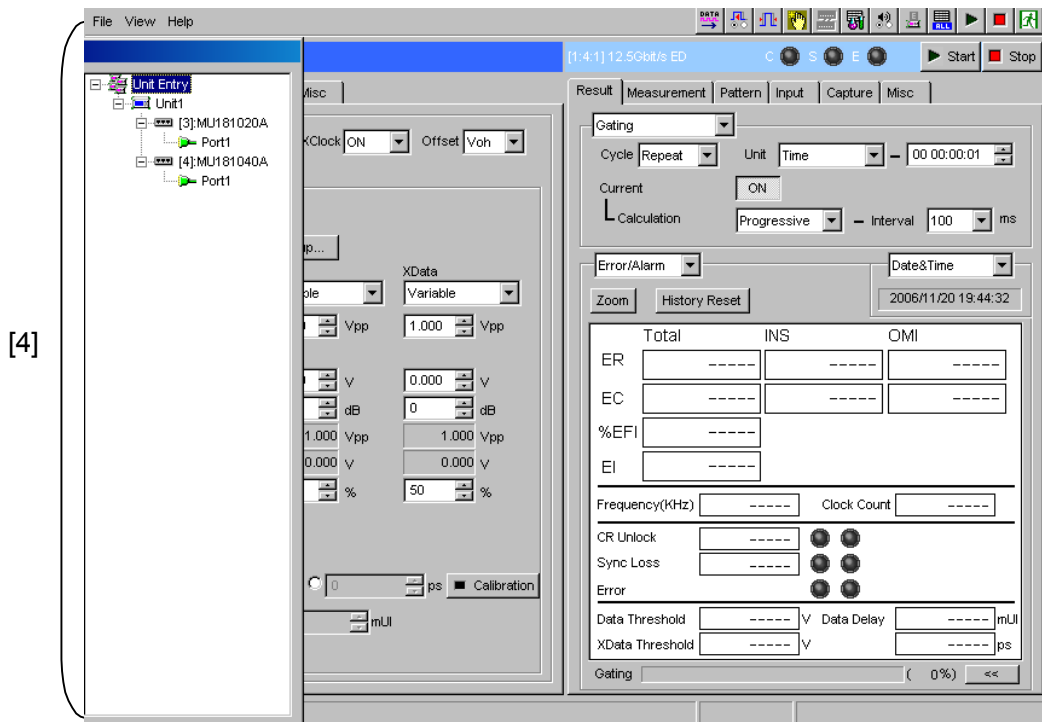 File View Help
DATA
ALL
[1:4:1] 12.5Gbit/s ED C S E Start Stop
Unit Entry
Unit1
[3]:MU181020A
Port1
[4]:MU181040A
Port1
[4]
Misc
XClock ON Offset Voh
XData
Variable
Vpp 1.000 Vpp
V 0.000 V
dB 0 dB
1.000 Vpp 1.000 Vpp
0.000 V 0.000 V
% 50 %
0 ps Calibration
mUI
Result Measurement Pattern Input Capture Misc
Gating
Cycle Repeat Unit Time 00 00:00:01
Current ON
Calculation Progressive Interval 100 ms
Error/Alarm Date&Time
Zoom History Reset 2006/11/20 19:44:32
Total INS OMI
ER ----- ----- -----
EC ----- ----- -----
%EFI -----
EI -----
Frequency(KHz) ----- Clock Count -----
CR Unlock -----
Sync Loss -----
Error
Data Threshold ----- V Data Delay ----- mUI
XData Threshold ----- V ----- ps
Gating ( 0%) <<